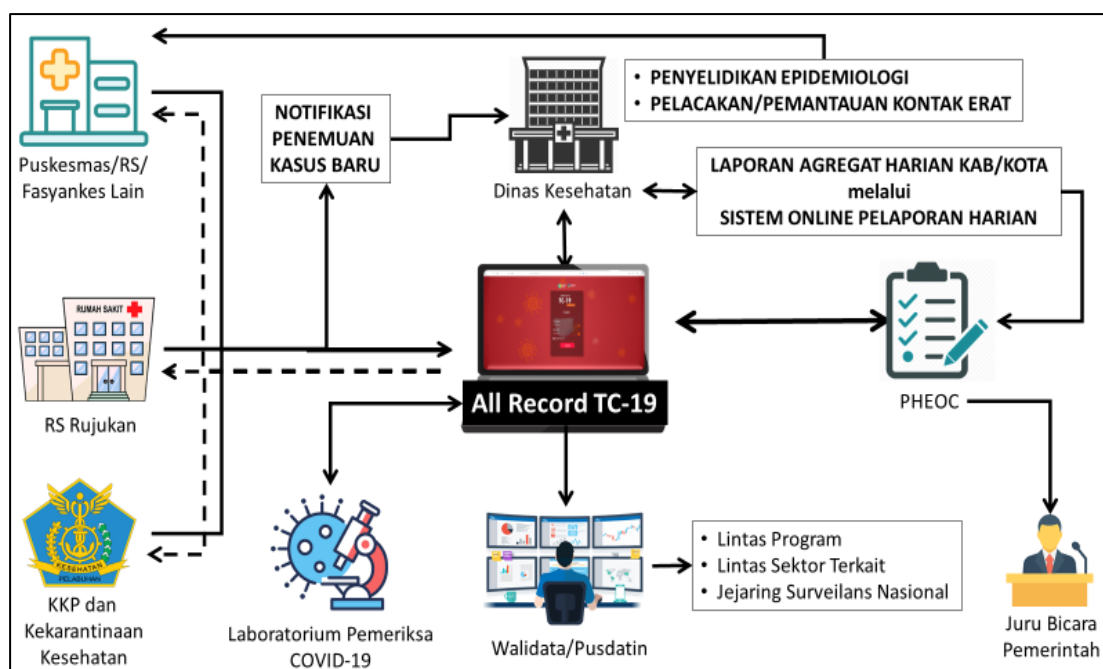 • PENYELIDIKAN EPIDEMIOLOGI
• PELACAKAN/PEMANTAUAN KONTAK ERAT
NOTIFIKASI
PENEMUAN
KASUS BARU
Puskesmas/RS/
Fasyankes Lain
Dinas Kesehatan
LAPORAN AGREGAT HARIAN KAB/KOTA
melalui
SISTEM ONLINE PELAPORAN HARIAN
RUMAH SAKIT
RS Rujukan
All Record TC-19
PHEOC
KESEHATAN
PELABUHAN
KKP dan
Kekarantinaan
Kesehatan
Laboratorium Pemeriksa
COVID-19
Walidata/Pusdatin
• Lintas Program
• Lintas Sektor Terkait
• Jejaring Surveilans Nasional
Juru Bicara
Pemerintah